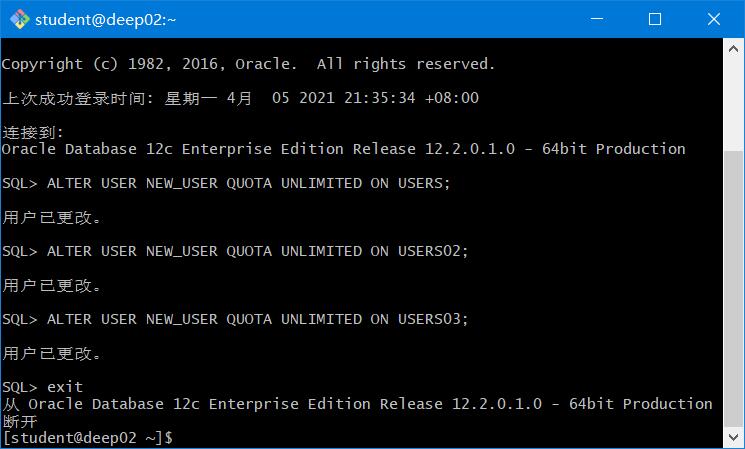 student@deep02:~
Copyright (c) 1982, 2016, Oracle.  All rights reserved.
上次成功登录时间: 星期一 4月  05 2021 21:35:34 +08:00
连接到:
Oracle Database 12c Enterprise Edition Release 12.2.0.1.0 - 64bit Production
SQL> ALTER USER NEW_USER QUOTA UNLIMITED ON USERS;
用户已更改。
SQL> ALTER USER NEW_USER QUOTA UNLIMITED ON USERS02;
用户已更改。
SQL> ALTER USER NEW_USER QUOTA UNLIMITED ON USERS03;
用户已更改。
SQL> exit
从 Oracle Database 12c Enterprise Edition Release 12.2.0.1.0 - 64bit Production
断开
[student@deep02 ~]$